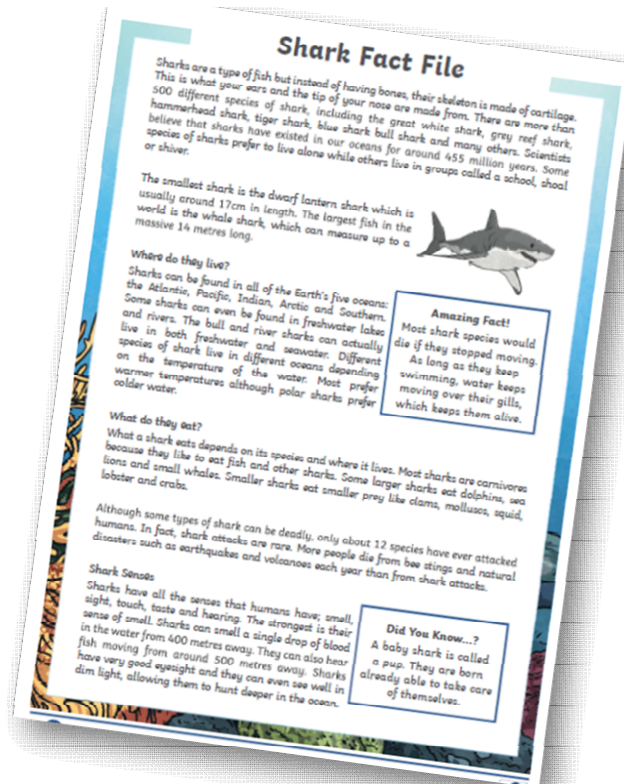 Shark Fact File
Sharks are a type of fish but instead of having bones, their skeleton is made of cartilage.
This is what your ears and the tip of your nose are made from. There are more than
500 different species of shark, including the great white shark, grey reef shark,
hammerhead shark, tiger shark, blue shark bull shark and many others. Scientists
believe that sharks have existed in our oceans for around 455 million years. Some
species of sharks prefer to live alone while others live in groups called a school, shoal
or shiver.
The smallest shark is the dwarf lantern shark which is
usually around 17cm in length. The largest fish in the
world is the whale shark, which can measure up to a
massive 14 metres long.
Where do they live?
Sharks can be found in all of the Earth's five oceans:
the Atlantic, Pacific, Indian, Arctic and Southern.
Some sharks can even be found in freshwater lakes
and rivers. The bull and river sharks can actually
live in both freshwater and seawater. Different
species of shark live in different oceans depending
on the temperature of the water. Most prefer
warmer temperatures although polar sharks prefer
colder water.
Amazing Fact!
Most shark species would
die if they stopped moving.
As long as they keep
swimming, water keeps
moving over their gills,
which keeps them alive.
What do they eat?
What a shark eats depends on its species and where it lives. Most sharks are carnivores
because they like to eat fish and other sharks. Some larger sharks eat dolphins, sea
lions and small whales. Smaller sharks eat smaller prey like clams, molluscs, squid,
lobster and crabs.
Although some types of shark can be deadly, only about 12 species have ever attacked
humans. In fact, shark attacks are rare. More people die from bee stings and natural
disasters such as earthquakes and volcanoes each year than from shark attacks.
Shark Senses
Sharks have all the senses that humans have; smell,
sight, touch, taste and hearing. The strongest is their
sense of smell. Sharks can smell a single drop of blood
in the water from 400 metres away. They can also hear
fish moving from around 500 metres away. Sharks
have very good eyesight and they can even see well in
dim light, allowing them to hunt deeper in the ocean.
Did You Know...?
A baby shark is called
a pup. They are born
already able to take care
of themselves.